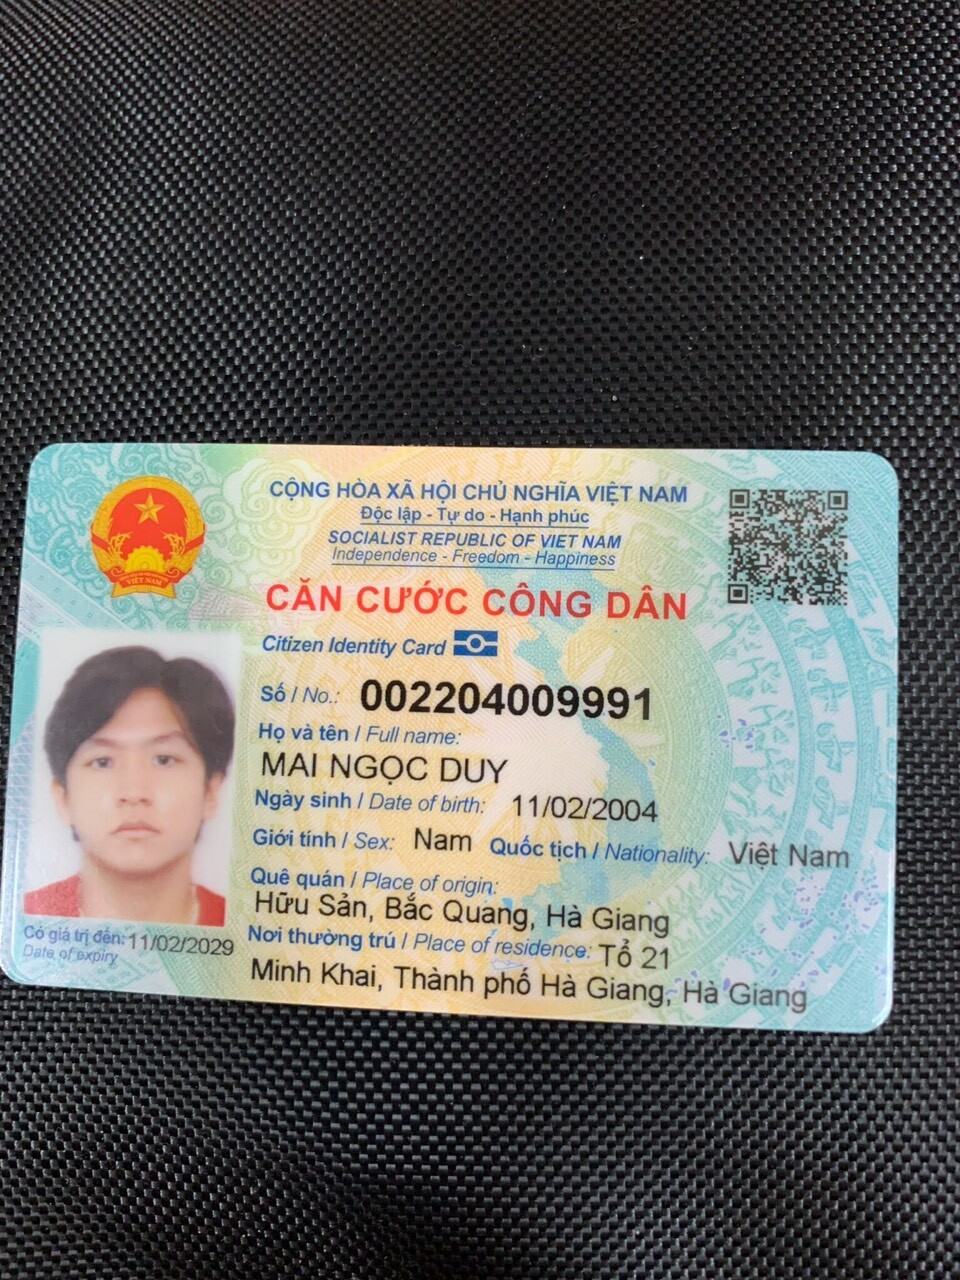 CỘNG HÒA XÃ HỘI CHỦ NGHĨA VIỆT NAM
Độc lập - Tự do - Hạnh phúc
SOCIALIST REPUBLIC OF VIET NAM
Independence - Freedom - Happiness
CĂN CƯỚC CÔNG DÂN
Citizen Identity Card
VIỆT NAM
Số / No.: 002204009991
Họ và tên / Full name:
MAI NGỌC DUY
Ngày sinh / Date of birth: 11/02/2004
Giới tính / Sex: Nam Quốc tịch / Nationality: Việt Nam
Quê quán / Place of origin:
Hữu Sản, Bắc Quang, Hà Giang
Nơi thường trú / Place of residence: Tổ 21
Minh Khai, Thành phố Hà Giang, Hà Giang
Có giá trị đến: 11/02/2029
Date of expiry